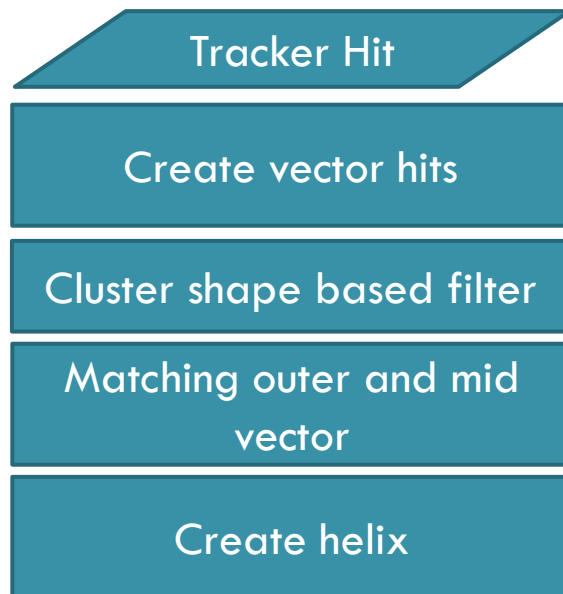 Tracker Hit
Create vector hits
Cluster shape based filter
Matching outer and mid
vector
Create helix